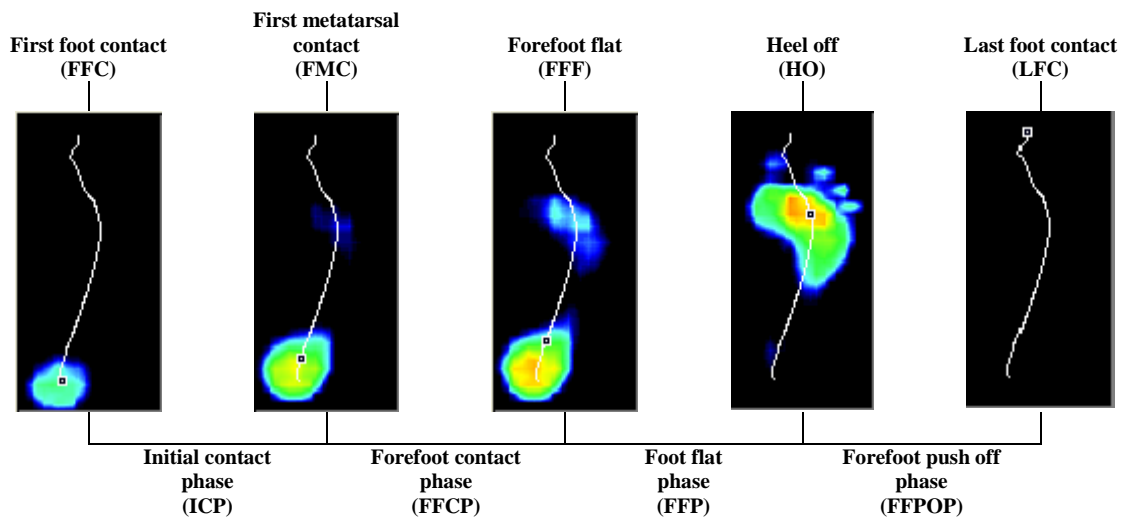 First foot contact
(FFC)
First metatarsal
contact
(FMC)
Forefoot flat
(FFF)
Heel off
(HO)
Last foot contact
(LFC)
Initial contact
phase
(ICP)
Forefoot contact
phase
(FFCP)
Foot flat
phase
(FFP)
Forefoot push off
phase
(FFPOP)